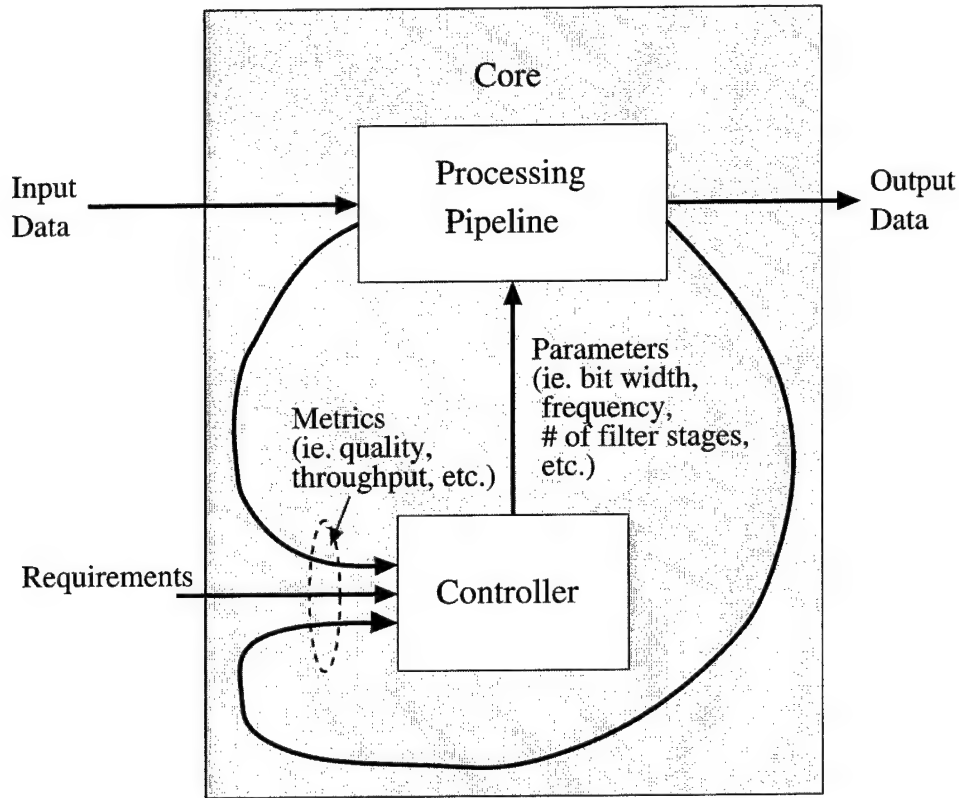 Core
Processing
Pipeline
Input
Data
Output
Data
Parameters
(ie. bit width,
frequency,
# of filter stages,
etc.)
Metrics
(ie. quality,
throughput, etc.)
Requirements
Controller